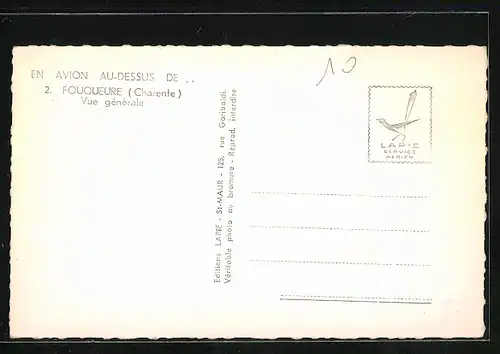 EN AVION AU-DESSUS DE ..
2. FOUQUEURE (Charente)
Vue générale
Editions LAPIE - St-MAUR - 125, rue Garibaldi.
Véritable photo au bromure - Reprod. interdite
10
LAPIE
SERVICE
AERIEN